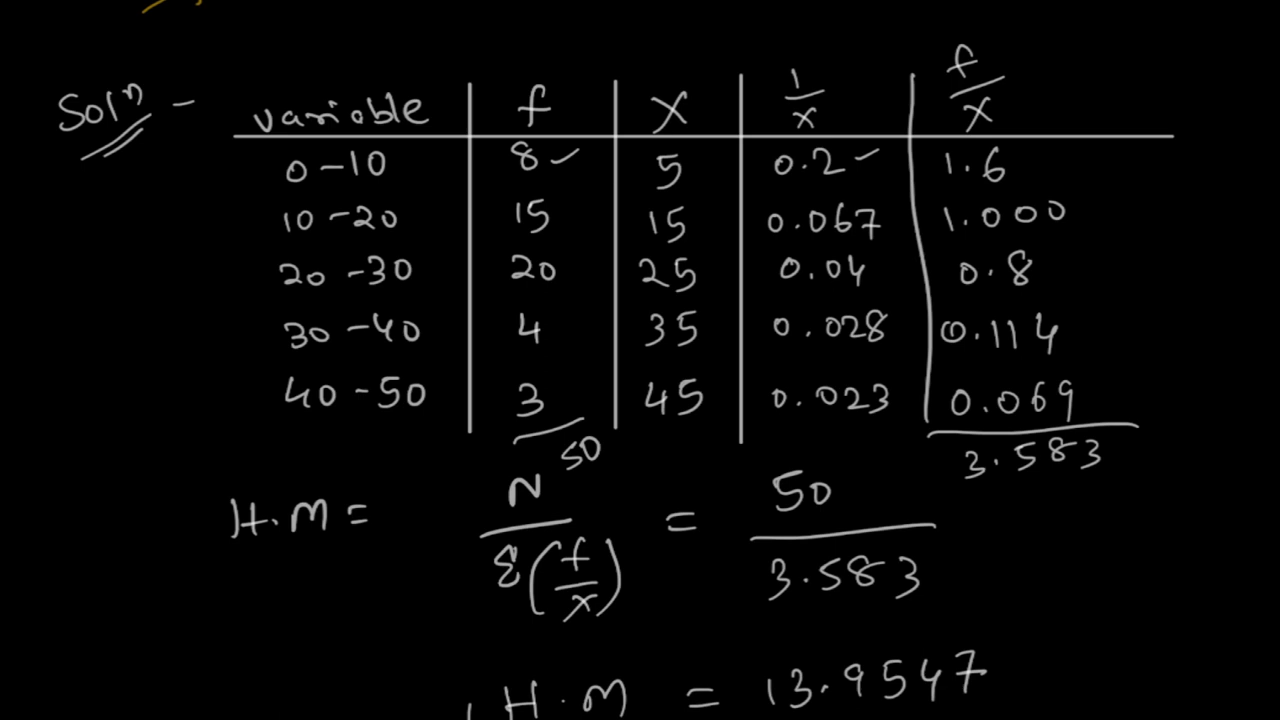 Solⁿ - variable f X 1/x f/x
0-10 8 5 0.2 1.6
10-20 15 15 0.067 1.000
20-30 20 25 0.04 0.8
30-40 4 35 0.028 0.114
40-50 3 45 0.023 0.069
50 3.583
H.M = N/Σ(f/x) = 50/3.583
H.M = 13.9547